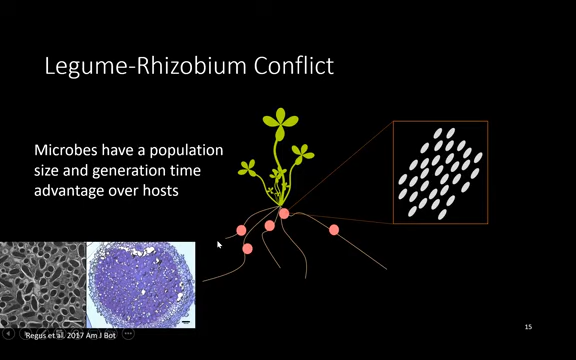 Legume-Rhizobium Conflict
Microbes have a population
size and generation time
advantage over hosts
Regus et al. 2017 Am J Bot
15